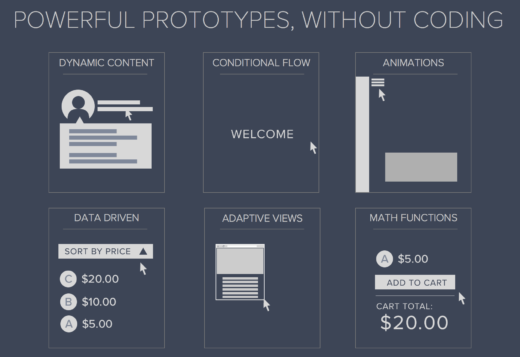 POWERFUL PROTOTYPES, WITHOUT CODING
DYNAMIC CONTENT
CONDITIONAL FLOW
WELCOME
ANIMATIONS
DATA DRIVEN
SORT BY PRICE
C $20.00
B $10.00
A $5.00
ADAPTIVE VIEWS
MATH FUNCTIONS
A $5.00
ADD TO CART
CART TOTAL:
$20.00